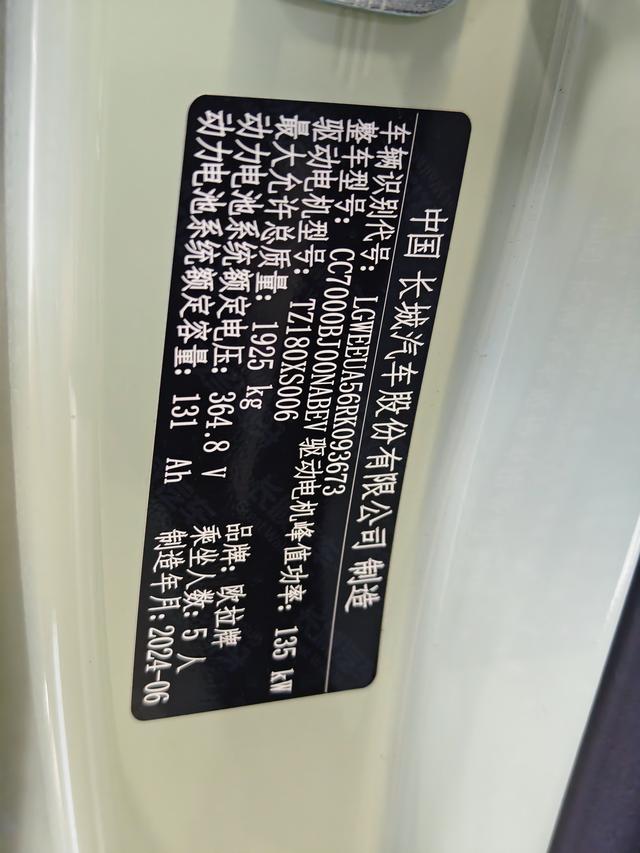 中国 长城汽车股份有限公司 制造
车辆识别代号: LGWEEUA56RK093673
整车型号: CC7000BJ00NABEV
驱动电机型号: TZ180XS006 驱动电机峰值功率: 135 kW
最大允许总质量: 1925 kg
动力电池系统额定电压: 364.8 V 品牌: 欧拉牌
动力电池系统额定容量: 131 Ah 乘坐人数: 5 人
制造年月: 2024-06